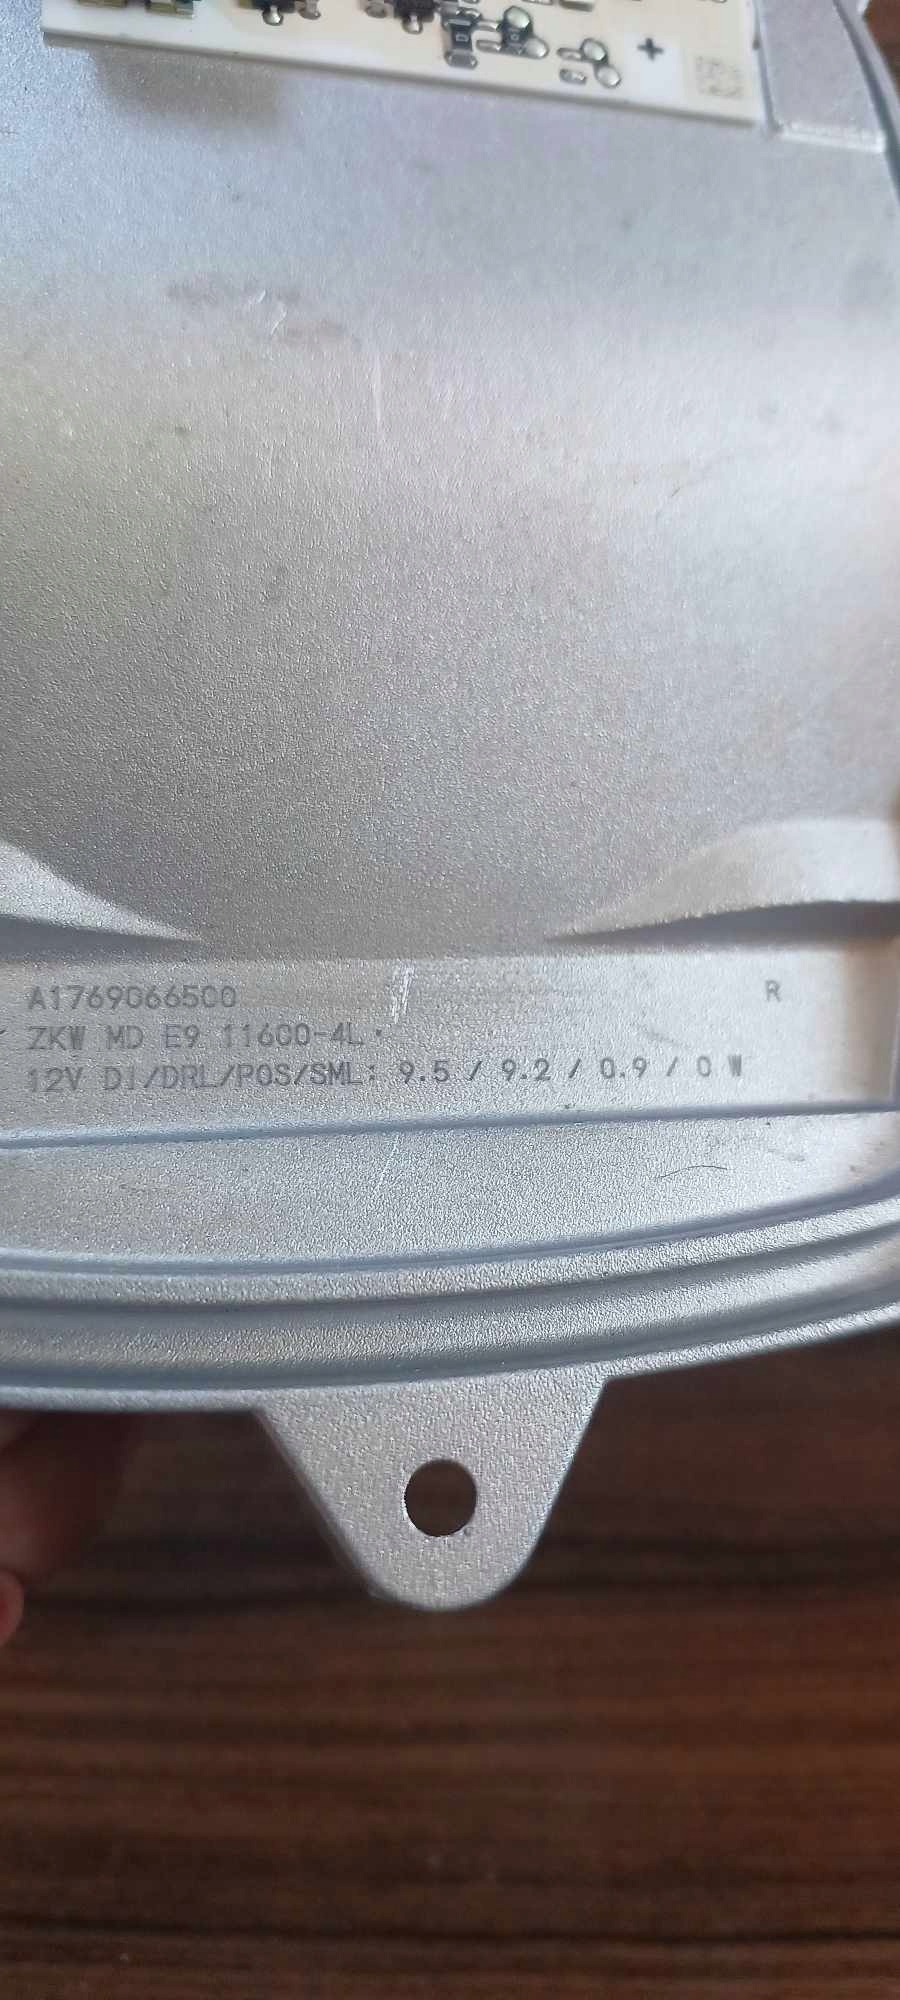 +
A1769066500 R
ZKW MD E9 11600-4L
12V DI/DRL/POS/SML: 9.5 / 9.2 / 0.9 / 0 W